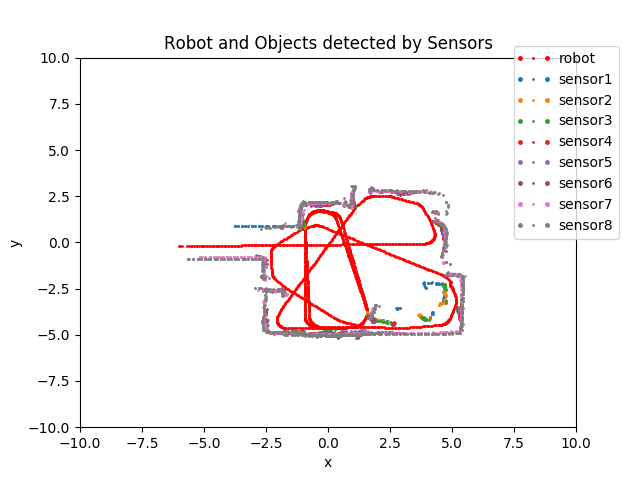 Robot and Objects detected by Sensors
robot
sensor1
sensor2
sensor3
sensor4
sensor5
sensor6
sensor7
sensor8
10.0
7.5
5.0
2.5
0.0
−2.5
−5.0
−7.5
−10.0
y
−10.0 −7.5 −5.0 −2.5 0.0 2.5 5.0 7.5 10.0
x